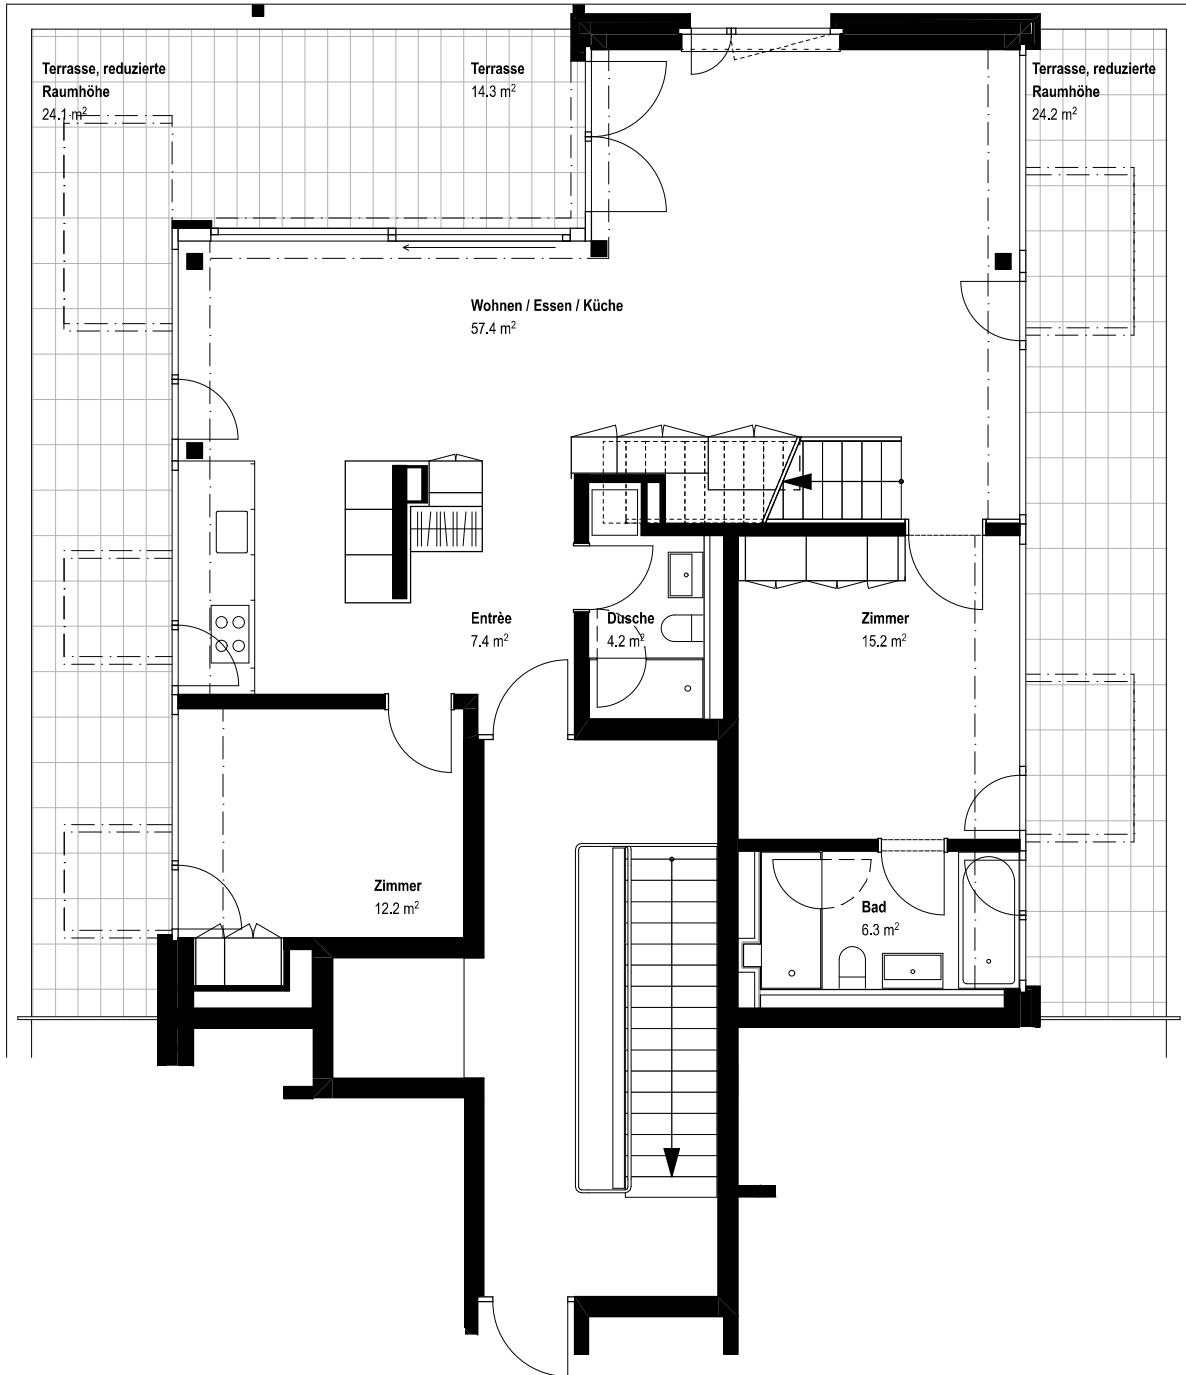 Terrasse, reduzierte
Raumhöhe
24.1 m²
Terrasse
14.3 m²
Terrasse, reduzierte
Raumhöhe
24.2 m²
Wohnen / Essen / Küche
57.4 m²
Entrèe
7.4 m²
Dusche
4.2 m²
Zimmer
15.2 m²
Zimmer
12.2 m²
Bad
6.3 m²